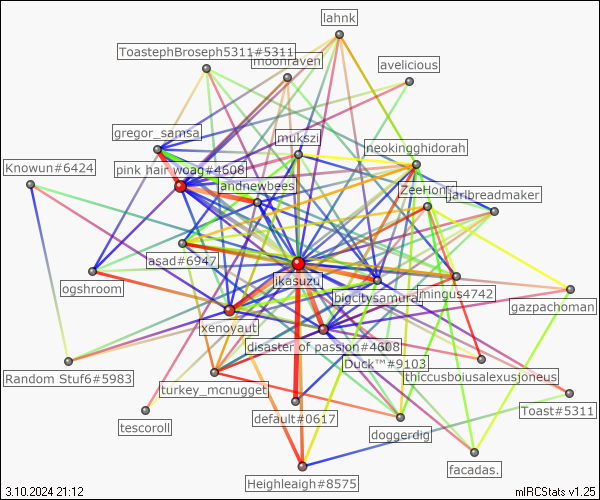 lahnk
ToastephBroseph5311#5311
moonraven
avelicious
gregor_samsa
mukszi
neokingghidorah
Knowun#6424
pink hair woag#4608
andnewbees
ZeeHon
jarlbreadmaker
asad#6947
ogshroom
ikasuzu
bigcitysamurai
mingus4742
gazpachoman
xenoyaut
disaster of passion#4608
Duck™#9103
thiccusboiusalexusjoneus
Random Stuf6#5983
turkey_mcnugget
default#0617
Toast#5311
tescoroll
doggerdig
facadas.
Heighleaigh#8575
3.10.2024 21:12
mIRCStats v1.25